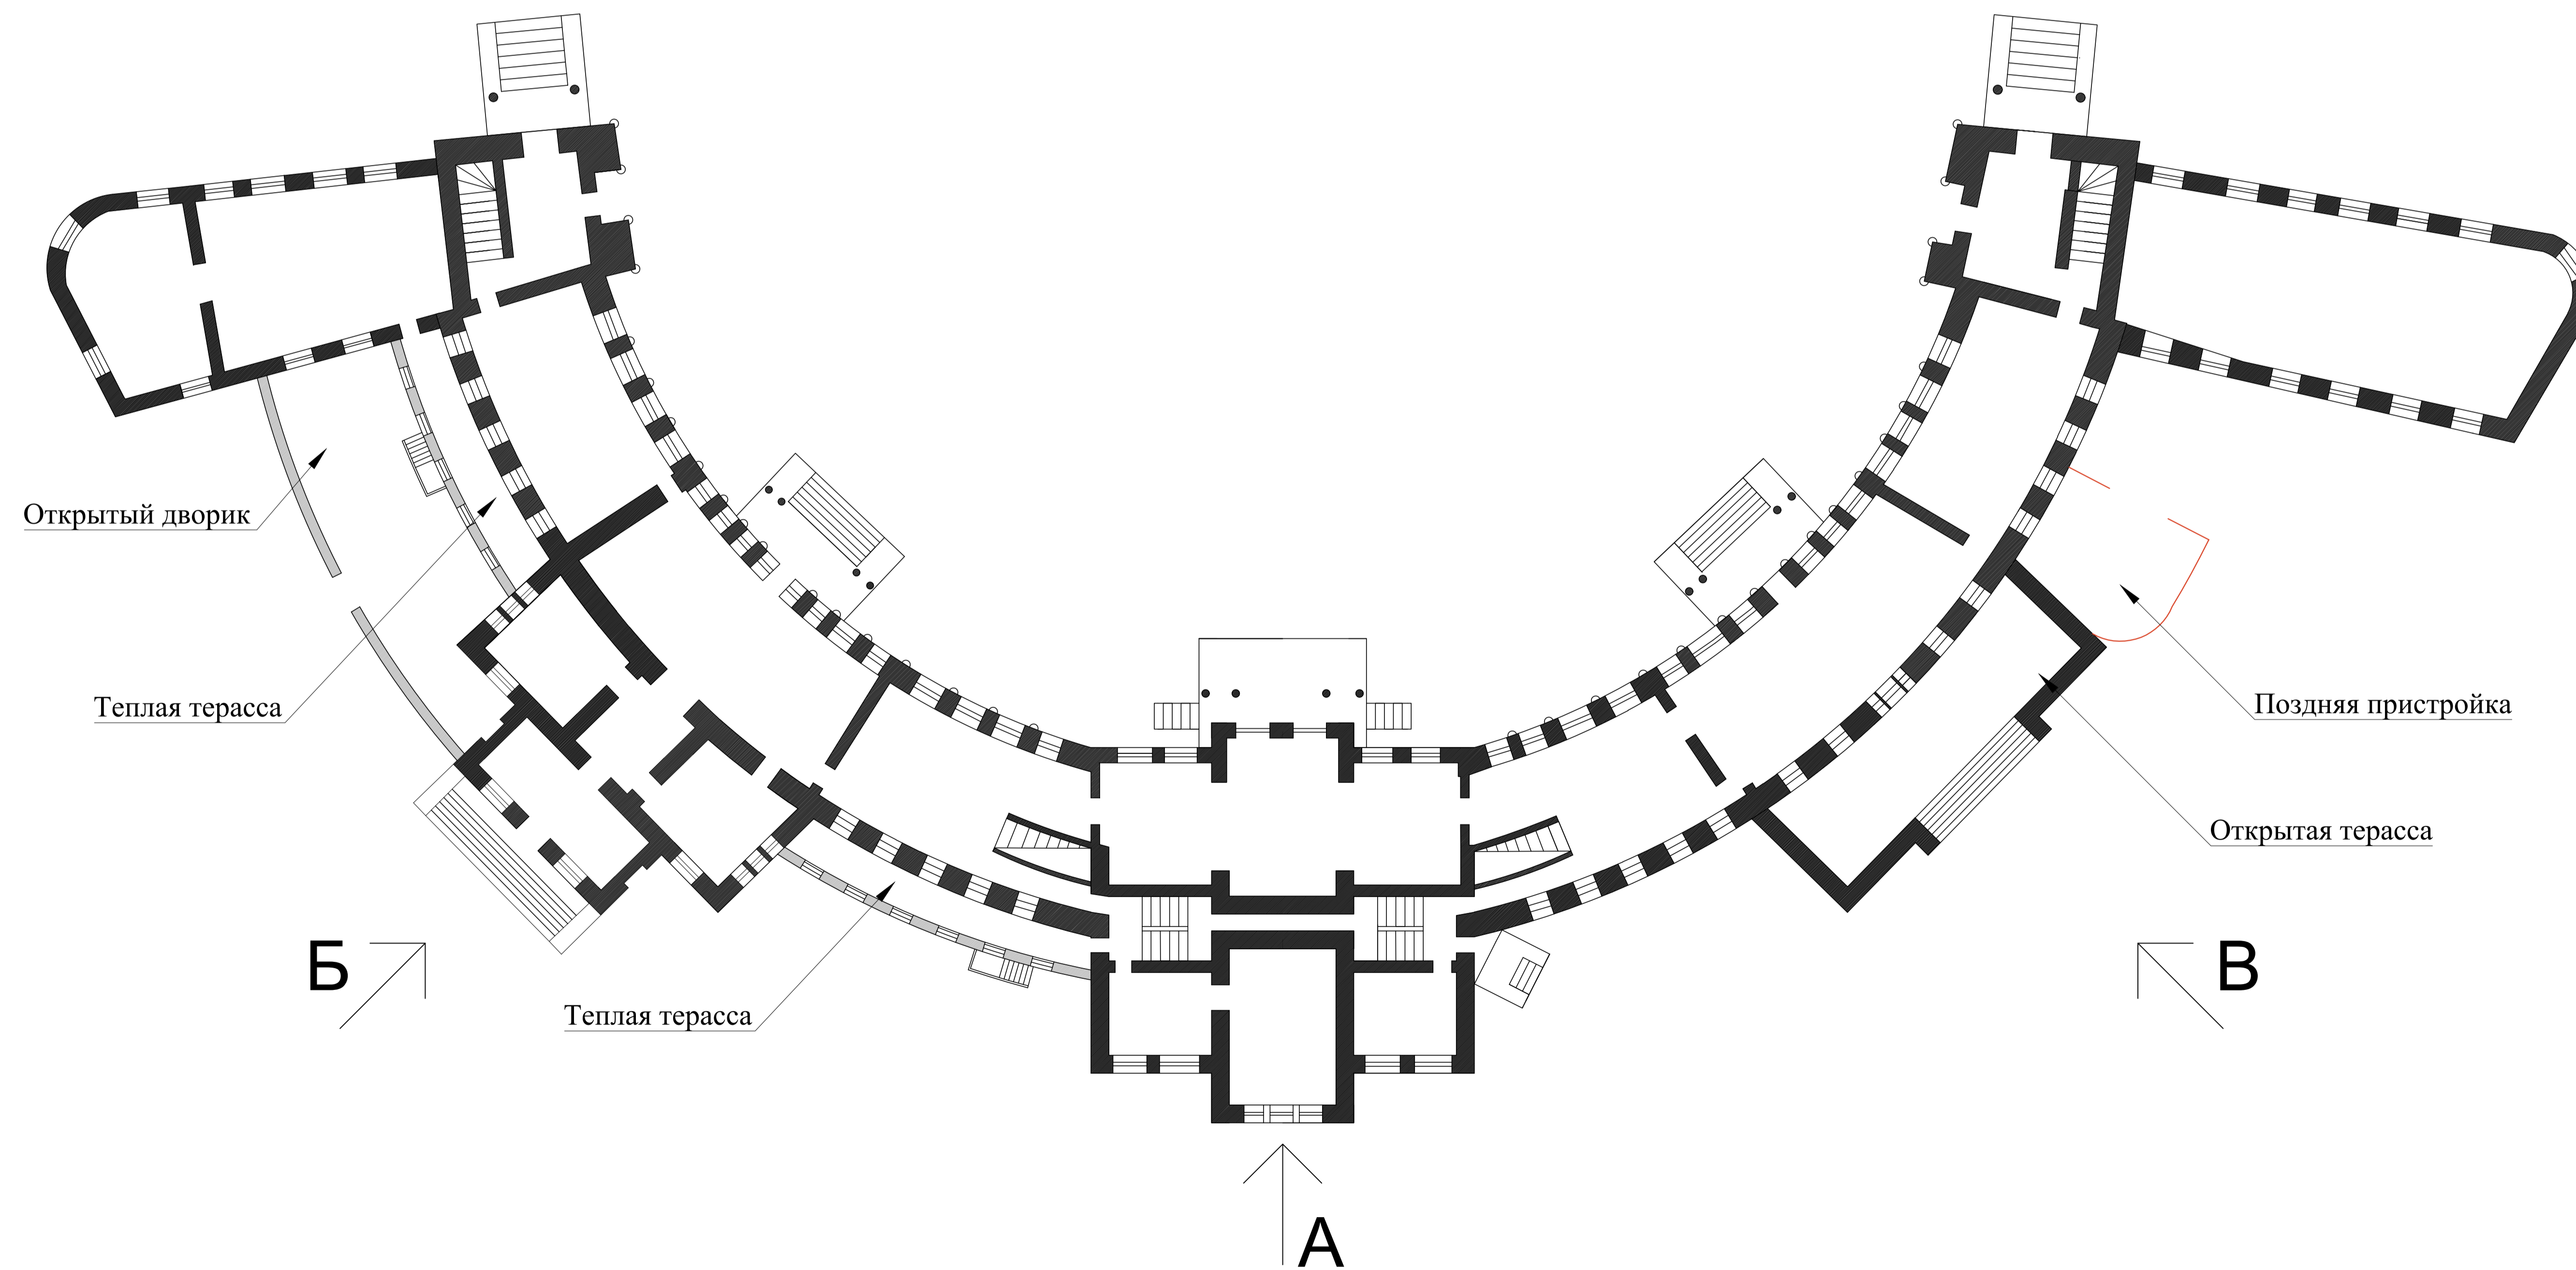 Открытый дворик
Теплая терасса
Поздняя пристройка
Открытая терасса
Б
В
Теплая терасса
А